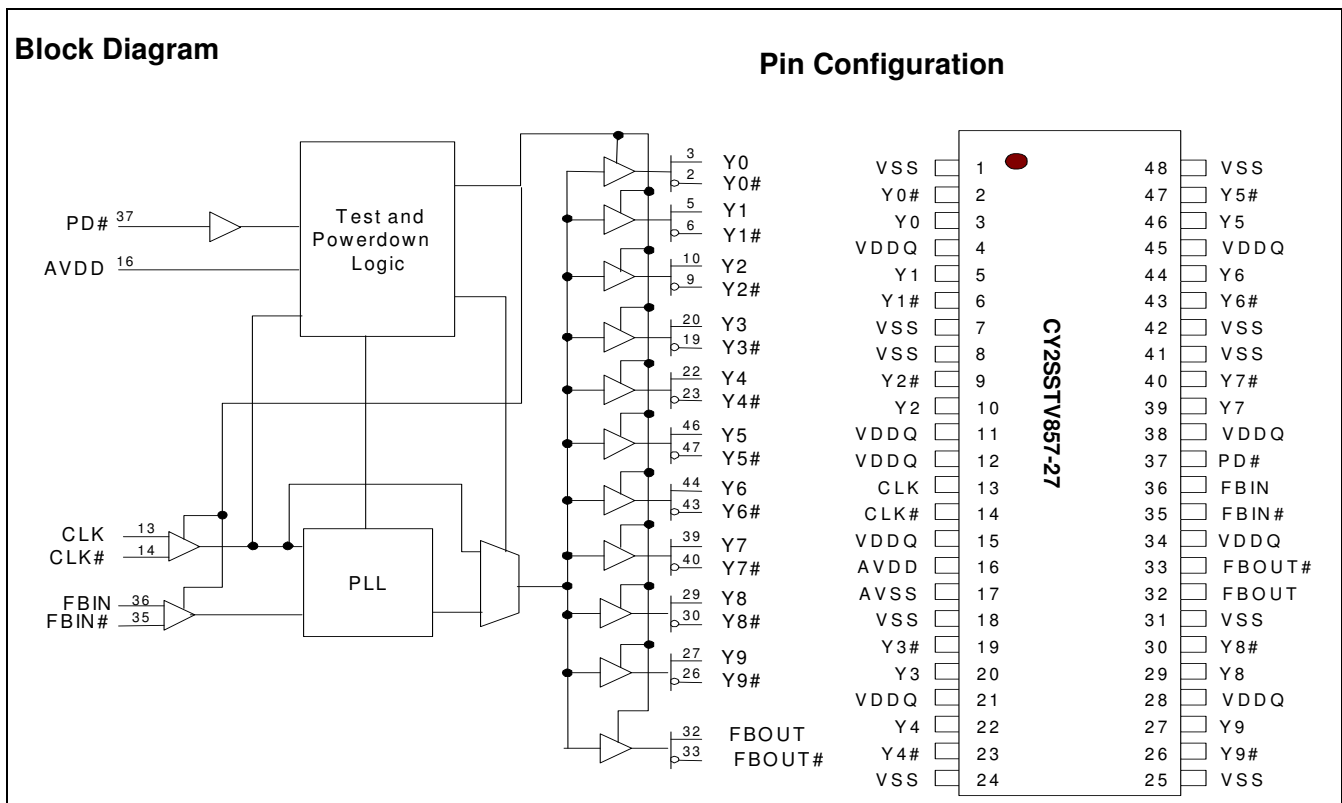 Block Diagram
Pin Configuration
PD# 37
AVDD 16
Test and
Powerdown
Logic
CLK 13
CLK# 14
FBIN 36
FBIN# 35
PLL
3 Y0
2 Y0#
5 Y1
6 Y1#
10 Y2
9 Y2#
20 Y3
19 Y3#
22 Y4
23 Y4#
46 Y5
47 Y5#
44 Y6
43 Y6#
39 Y7
40 Y7#
29 Y8
30 Y8#
27 Y9
26 Y9#
32 FBOUT
33 FBOUT#
CY2SSTV857-27
VSS 1 48 VSS
Y0# 2 47 Y5#
Y0 3 46 Y5
VDDQ 4 45 VDDQ
Y1 5 44 Y6
Y1# 6 43 Y6#
VSS 7 42 VSS
VSS 8 41 VSS
Y2# 9 40 Y7#
Y2 10 39 Y7
VDDQ 11 38 VDDQ
VDDQ 12 37 PD#
CLK 13 36 FBIN
CLK# 14 35 FBIN#
VDDQ 15 34 VDDQ
AVDD 16 33 FBOUT#
AVSS 17 32 FBOUT
VSS 18 31 VSS
Y3# 19 30 Y8#
Y3 20 29 Y8
VDDQ 21 28 VDDQ
Y4 22 27 Y9
Y4# 23 26 Y9#
VSS 24 25 VSS